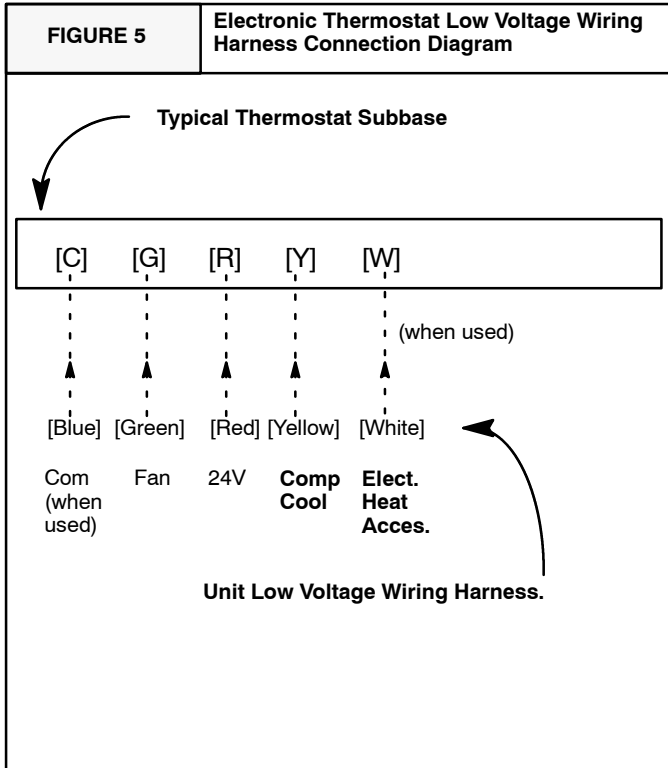 FIGURE 5
Electronic Thermostat Low Voltage Wiring
Harness Connection Diagram
Typical Thermostat Subbase
[C] [G] [R] [Y] [W]
(when used)
[Blue] [Green] [Red] [Yellow] [White]
Com Fan 24V Comp Elect.
(when Cool Heat
used) Acces.
Unit Low Voltage Wiring Harness.